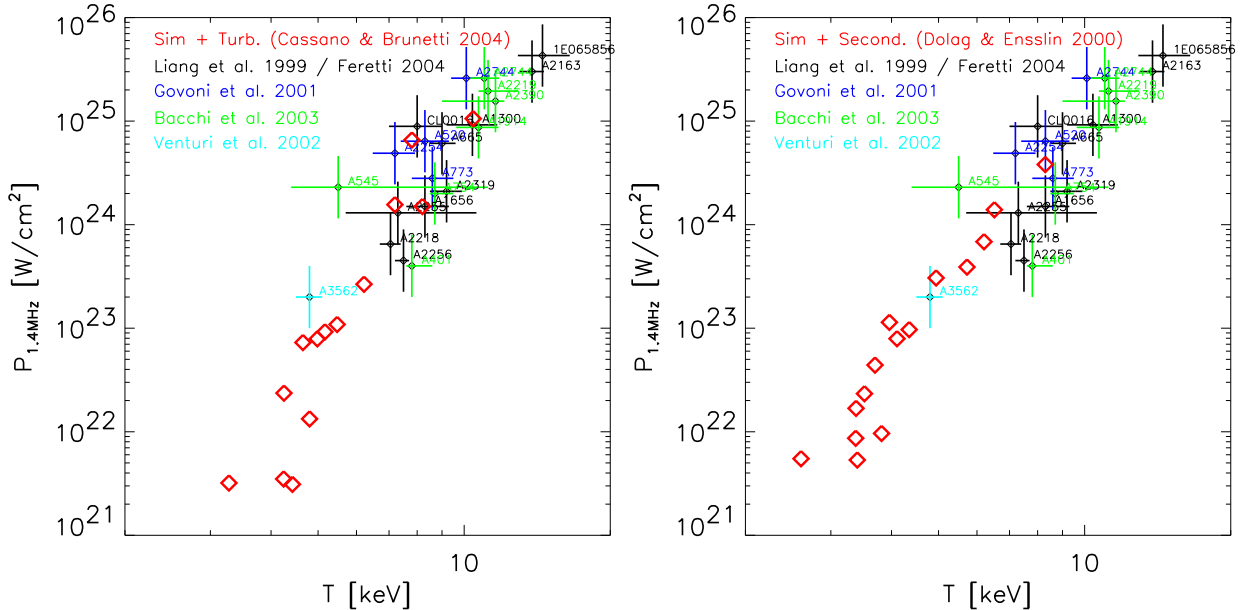 10^26
10^25
10^24
10^23
10^22
10^21
P_1.4MHz [W/cm^2]
Sim + Turb. (Cassano & Brunetti 2004)
Liang et al. 1999 / Feretti 2004
Govoni et al. 2001
Bacchi et al. 2003
Venturi et al. 2002
1E065856
A2163
A2744
A2219
A2390
A1300
CL0016
A520
A665
A2254
A773
A545
A2319
A1656
A2218
A2256
A401
A3562
10
T [keV]
10^26
10^25
10^24
10^23
10^22
10^21
P_1.4MHz [W/cm^2]
Sim + Second. (Dolag & Ensslin 2000)
Liang et al. 1999 / Feretti 2004
Govoni et al. 2001
Bacchi et al. 2003
Venturi et al. 2002
1E065856
A2163
A2744
A2219
A2390
A1300
CL0016
A520
A665
A2254
A773
A545
A2319
A1656
A2218
A2256
A401
A3562
10
T [keV]